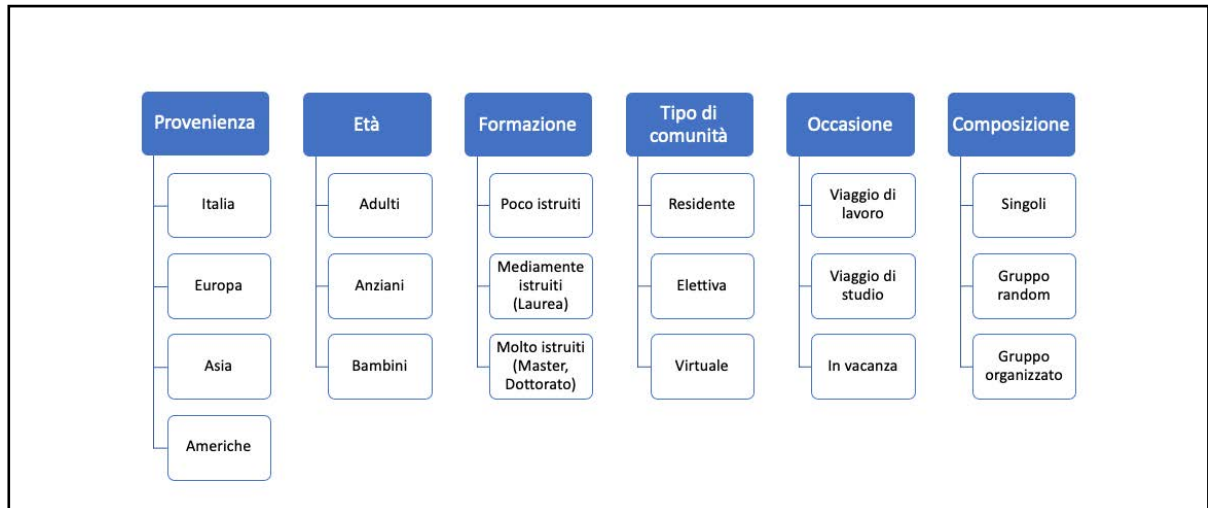 Provenienza
Italia
Europa
Asia
Americhe
Età
Adulti
Anziani
Bambini
Formazione
Poco istruiti
Mediamente
istruiti
(Laurea)
Molto istruiti
(Master,
Dottorato)
Tipo di
comunità
Residente
Elettiva
Virtuale
Occasione
Viaggio di
lavoro
Viaggio di
studio
In vacanza
Composizione
Singoli
Gruppo
random
Gruppo
organizzato